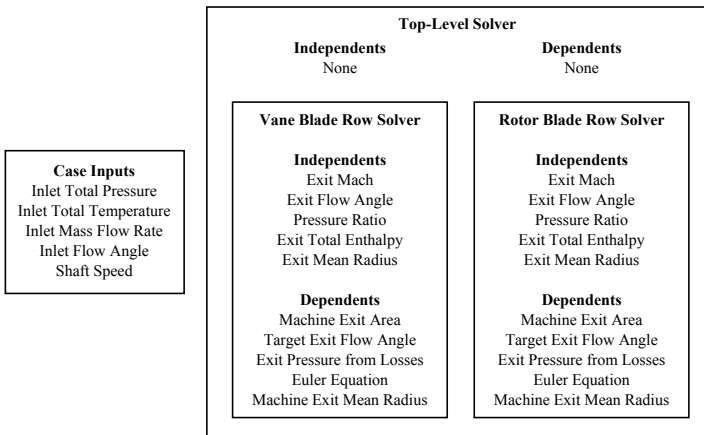 Top-Level Solver
Independents
None
Dependents
None
Case Inputs
Inlet Total Pressure
Inlet Total Temperature
Inlet Mass Flow Rate
Inlet Flow Angle
Shaft Speed
Vane Blade Row Solver
Independents
Exit Mach
Exit Flow Angle
Pressure Ratio
Exit Total Enthalpy
Exit Mean Radius
Dependents
Machine Exit Area
Target Exit Flow Angle
Exit Pressure from Losses
Euler Equation
Machine Exit Mean Radius
Rotor Blade Row Solver
Independents
Exit Mach
Exit Flow Angle
Pressure Ratio
Exit Total Enthalpy
Exit Mean Radius
Dependents
Machine Exit Area
Target Exit Flow Angle
Exit Pressure from Losses
Euler Equation
Machine Exit Mean Radius